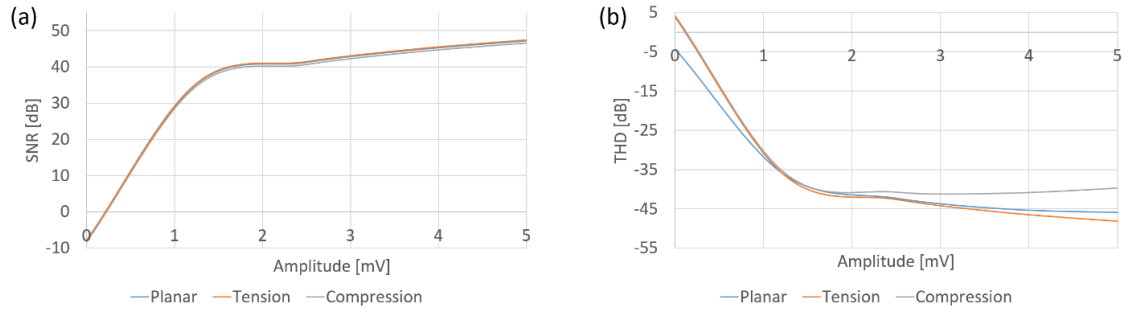 (a)
50
40
30
20
10
0
-10
SNR [dB]
0 1 2 3 4 5
Amplitude [mV]
Planar Tension Compression
(b)
5
-5
-15
-25
-35
-45
-55
THD [dB]
0 1 2 3 4 5
Amplitude [mV]
Planar Tension Compression